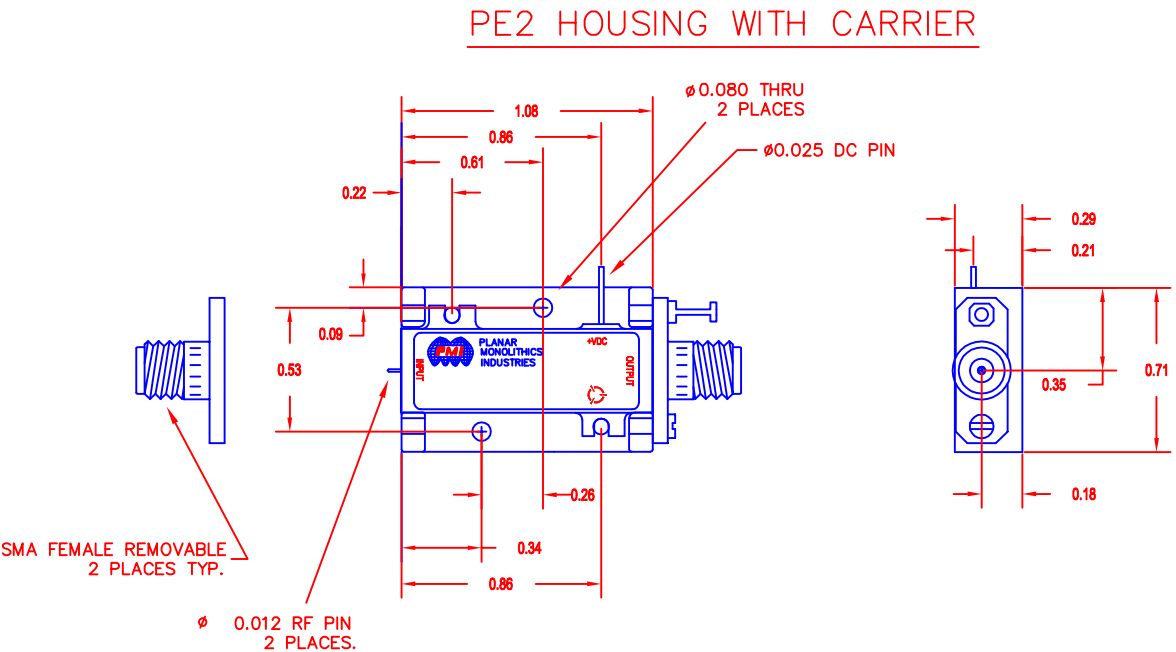 PE2 HOUSING WITH CARRIER
ø0.080 THRU
2 PLACES
1.08
0.86
ø0.025 DC PIN
0.61
0.22
0.29
0.21
0.09
PLANAR
MONOLITHICS
INDUSTRIES
PMI
+VDC
INPUT
OUTPUT
0.53
0.35
0.71
0.26
0.18
0.34
0.86
SMA FEMALE REMOVABLE
2 PLACES TYP.
ø 0.012 RF PIN
2 PLACES.